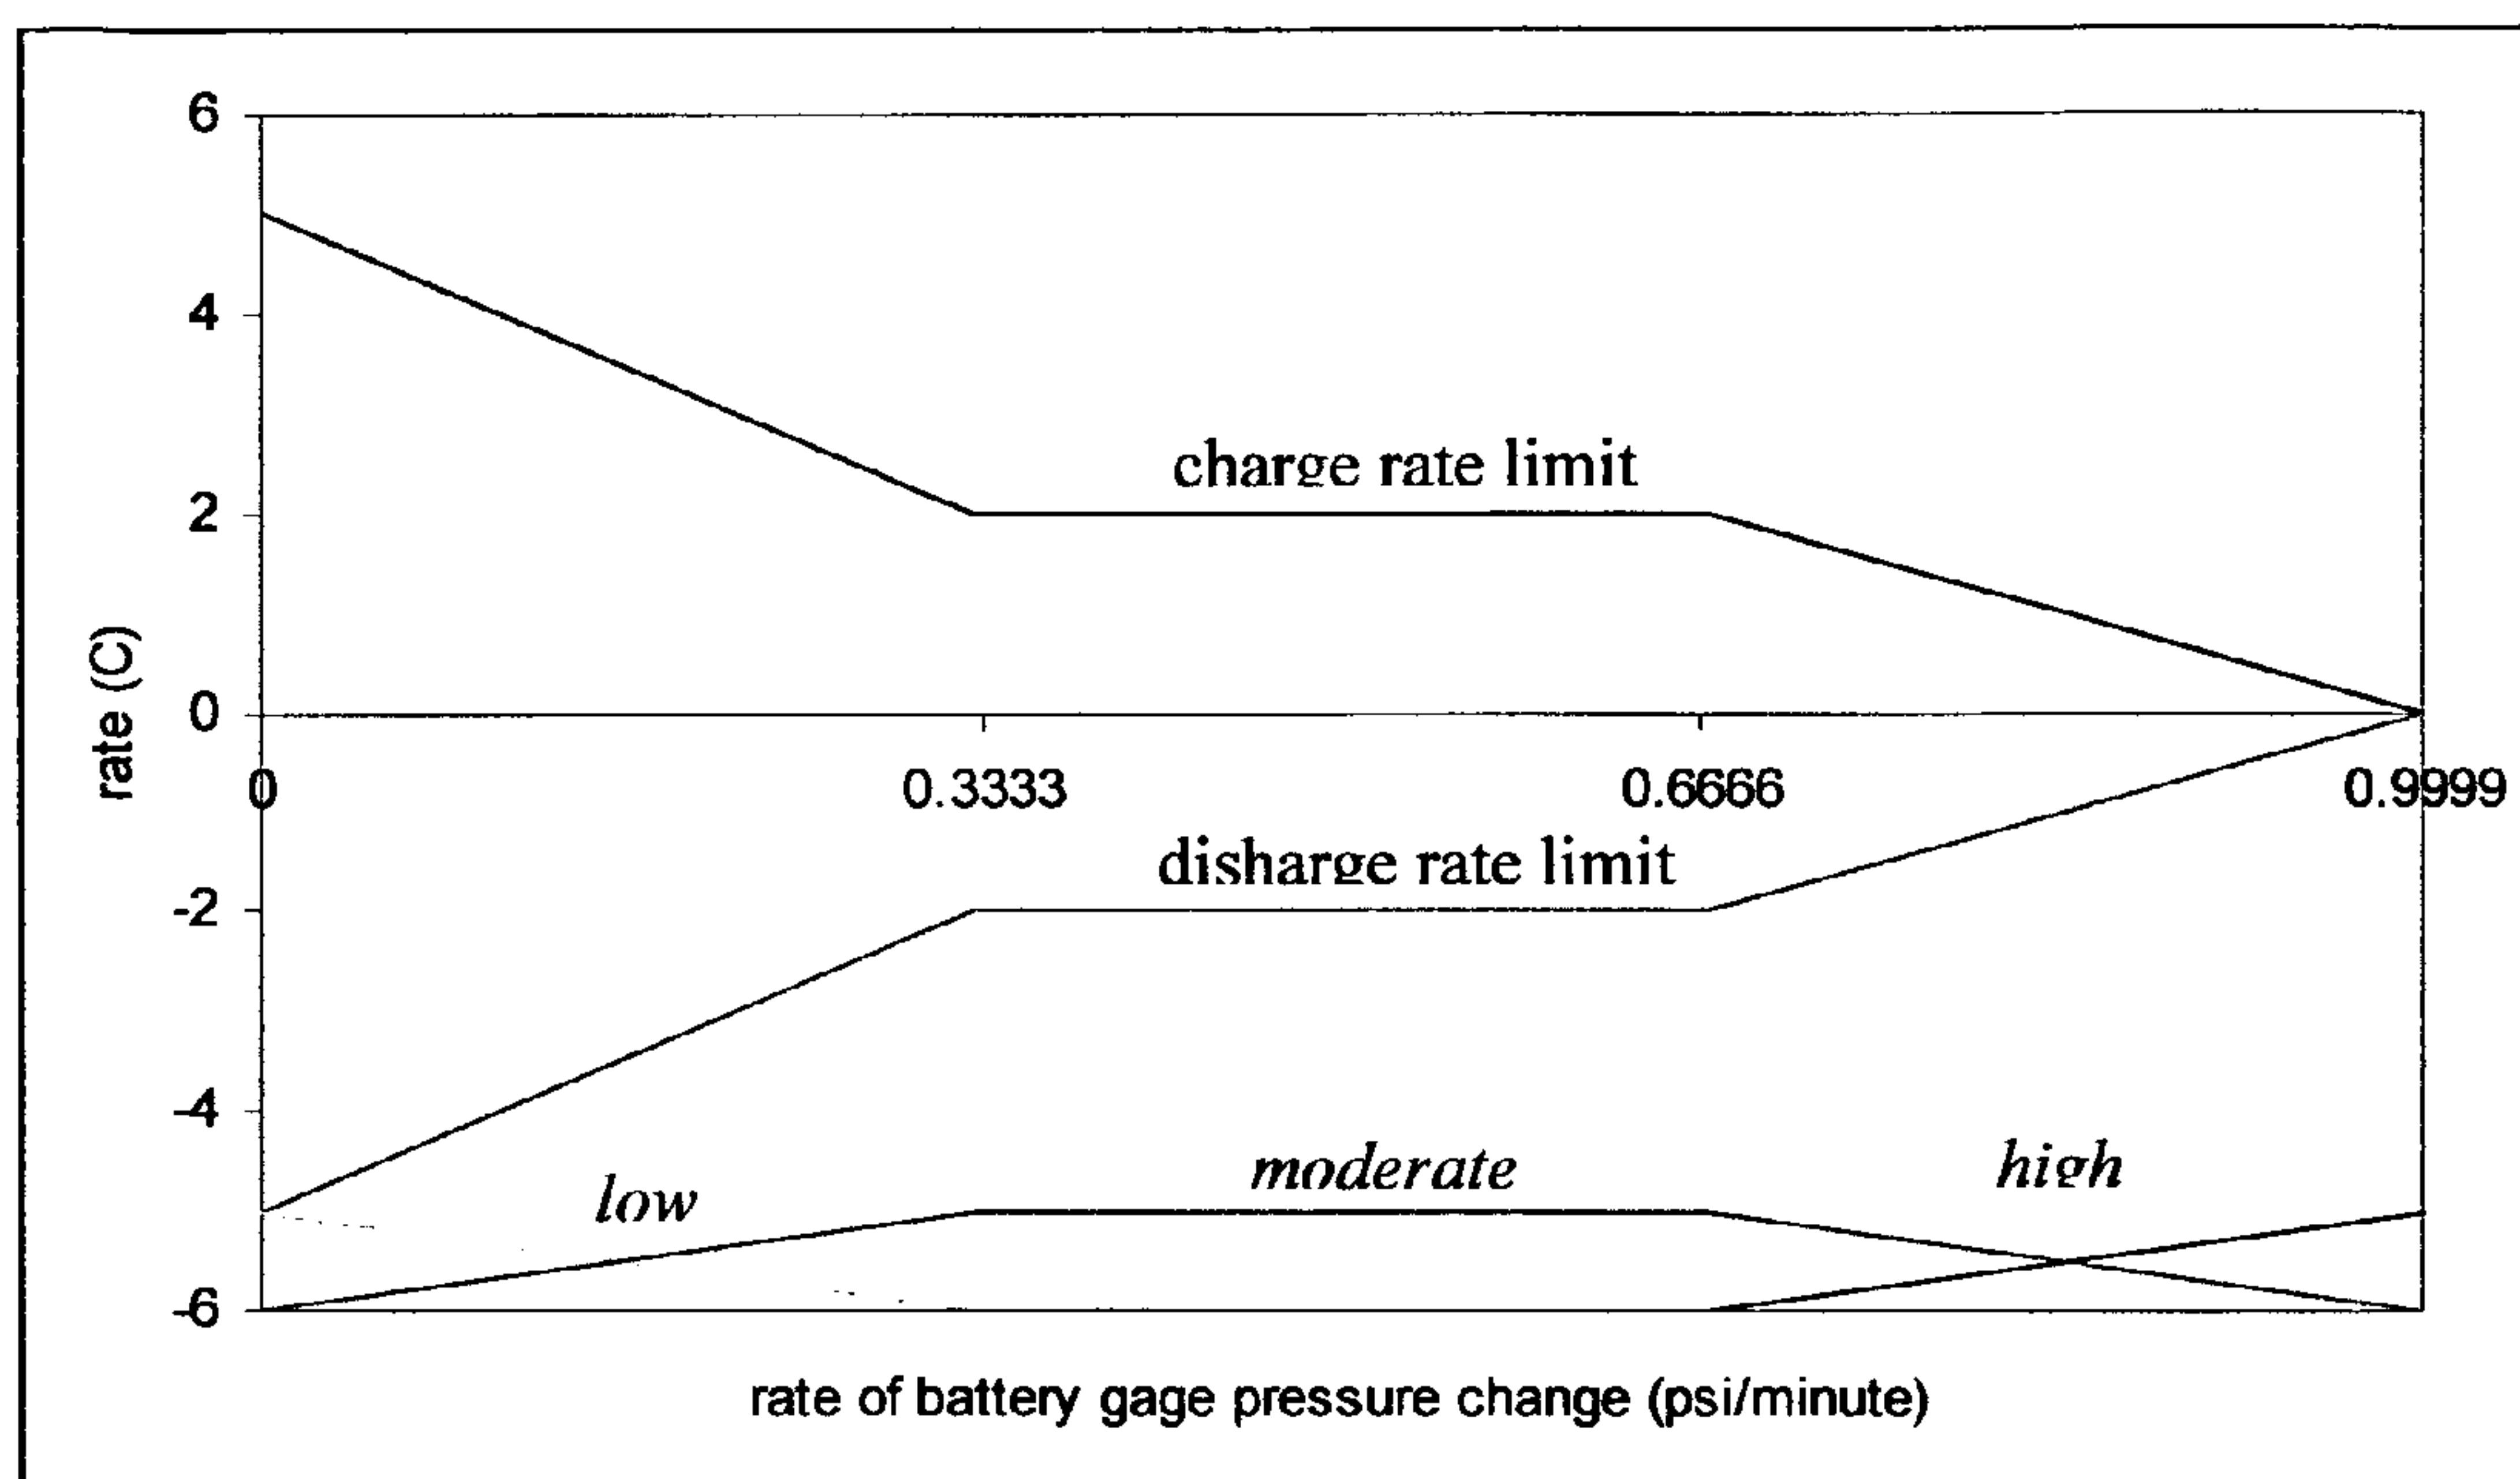 6
4
2
0
-2
-4
-6
rate (C)
charge rate limit
0 0.3333 0.6666 0.9999
disharge rate limit
low moderate high
rate of battery gage pressure change (psi/minute)